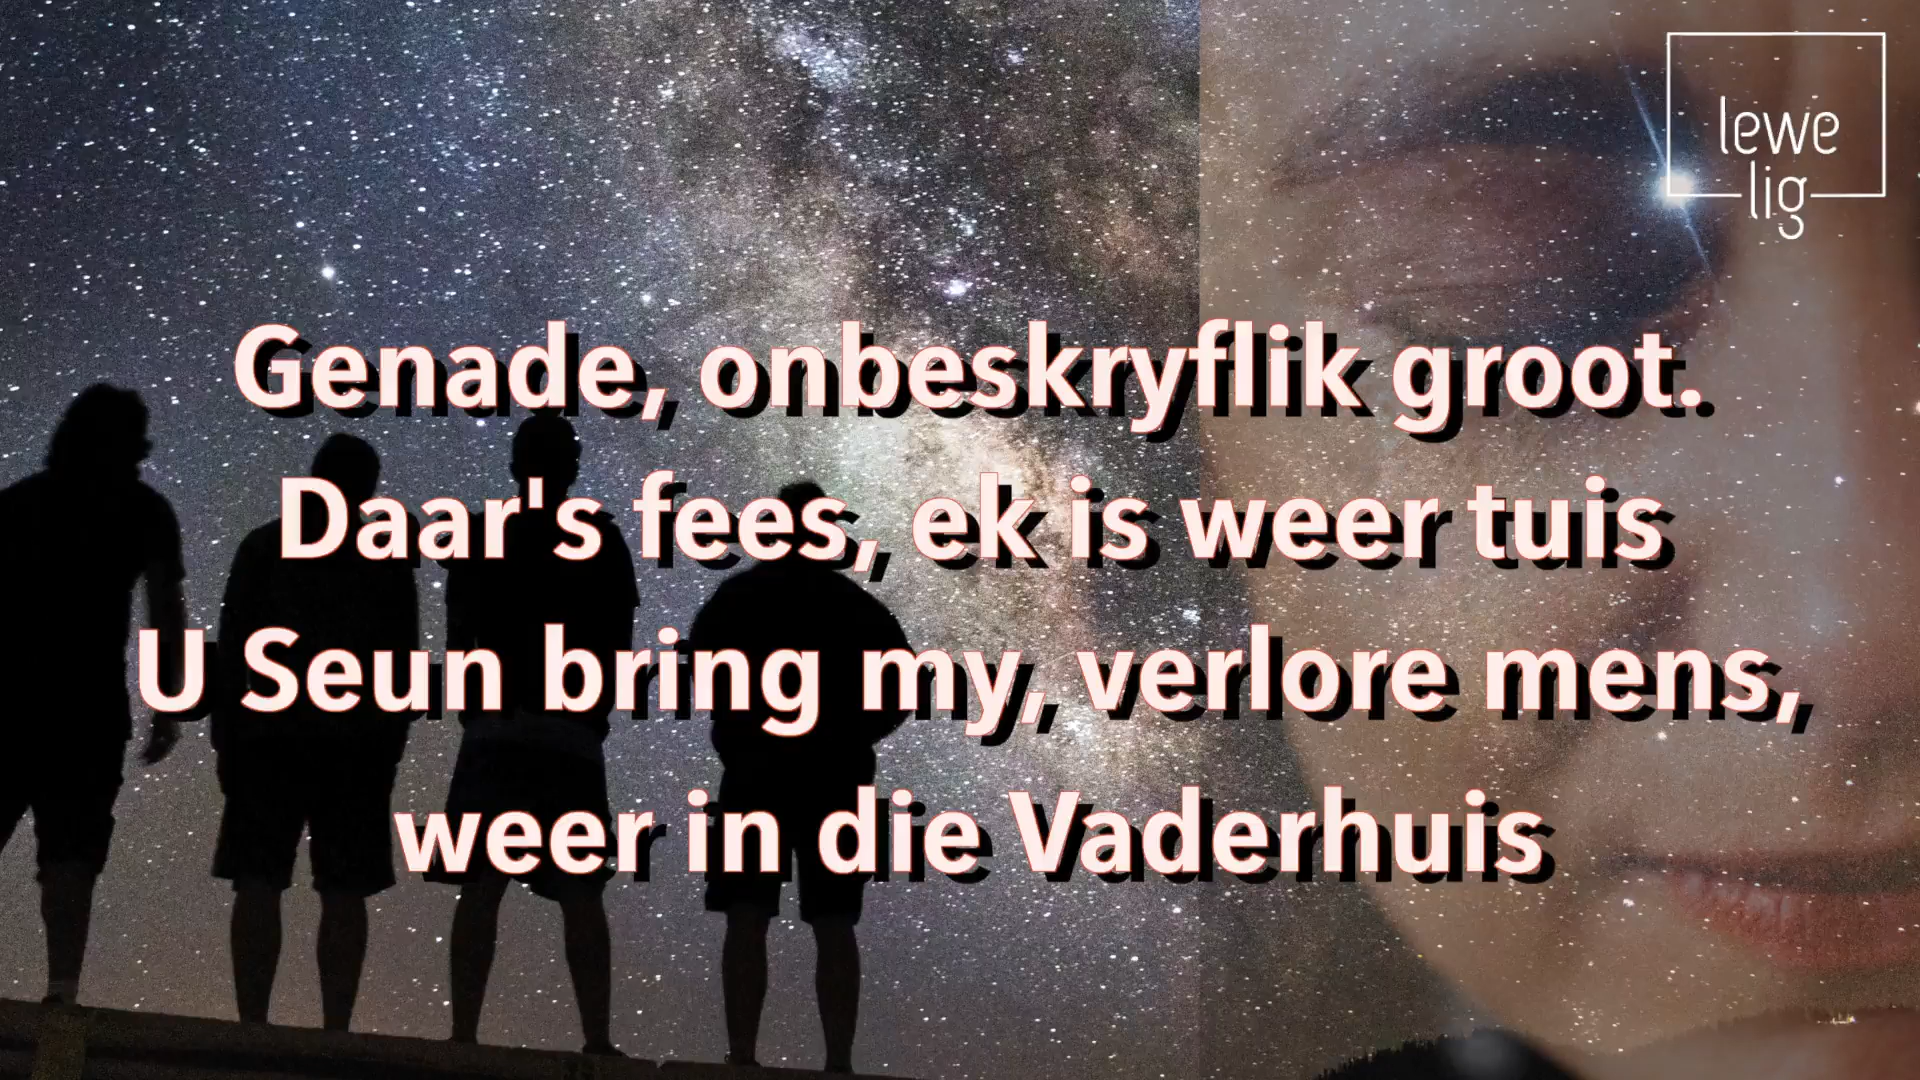 lewe
lig
Genade, onbeskryflik groot.
Daar's fees, ek is weer tuis
U Seun bring my, verlore mens,
weer in die Vaderhuis